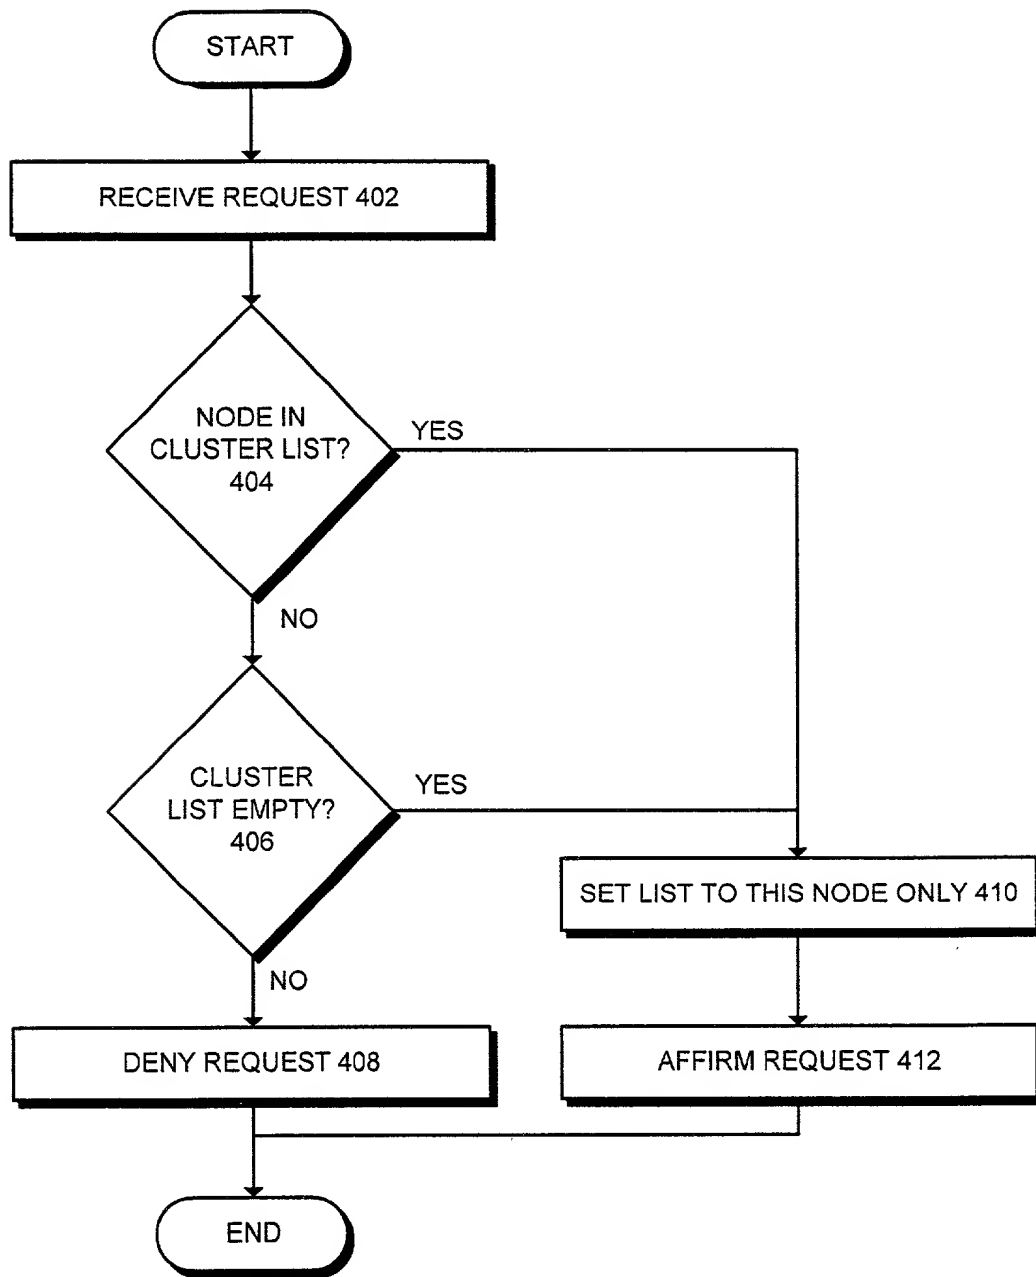 START
RECEIVE REQUEST 402
NODE IN
CLUSTER LIST?
404
YES
NO
CLUSTER
LIST EMPTY?
406
YES
NO
SET LIST TO THIS NODE ONLY 410
DENY REQUEST 408
AFFIRM REQUEST 412
END